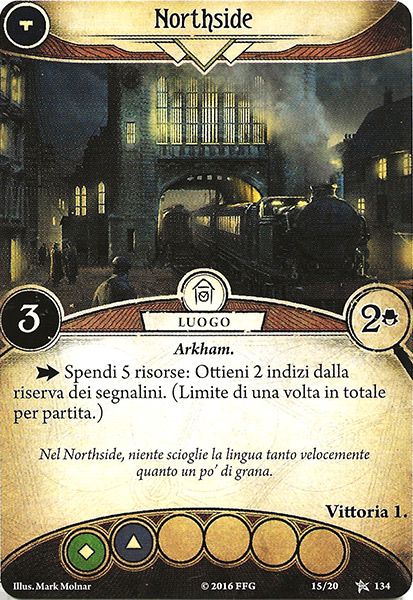 Northside
3
2
LUOGO
Arkham.
Spendi 5 risorse: Ottieni 2 indizi dalla
riserva dei segnalini. (Limite di una volta in totale
per partita.)
Nel Northside, niente scioglie la lingua tanto velocemente
quanto un po’ di grana.
Vittoria 1.
Illus. Mark Molnar © 2016 FFG 15/20 134